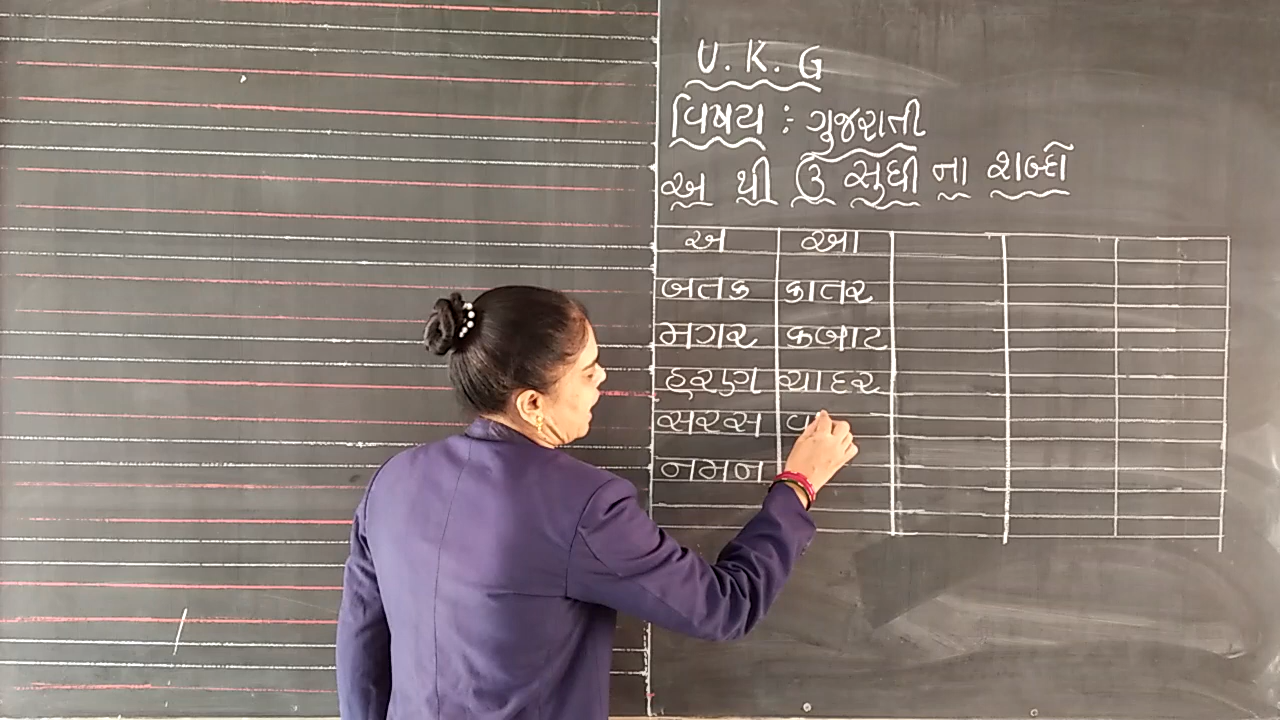 U. K. G
વિષય : ગુજરાતી
અ થી ઉ સુધી ના શબ્દો
અ આ
બતક કાતર
મગર કબાટ
હરણ ચાદર
સરસ વ
નમન